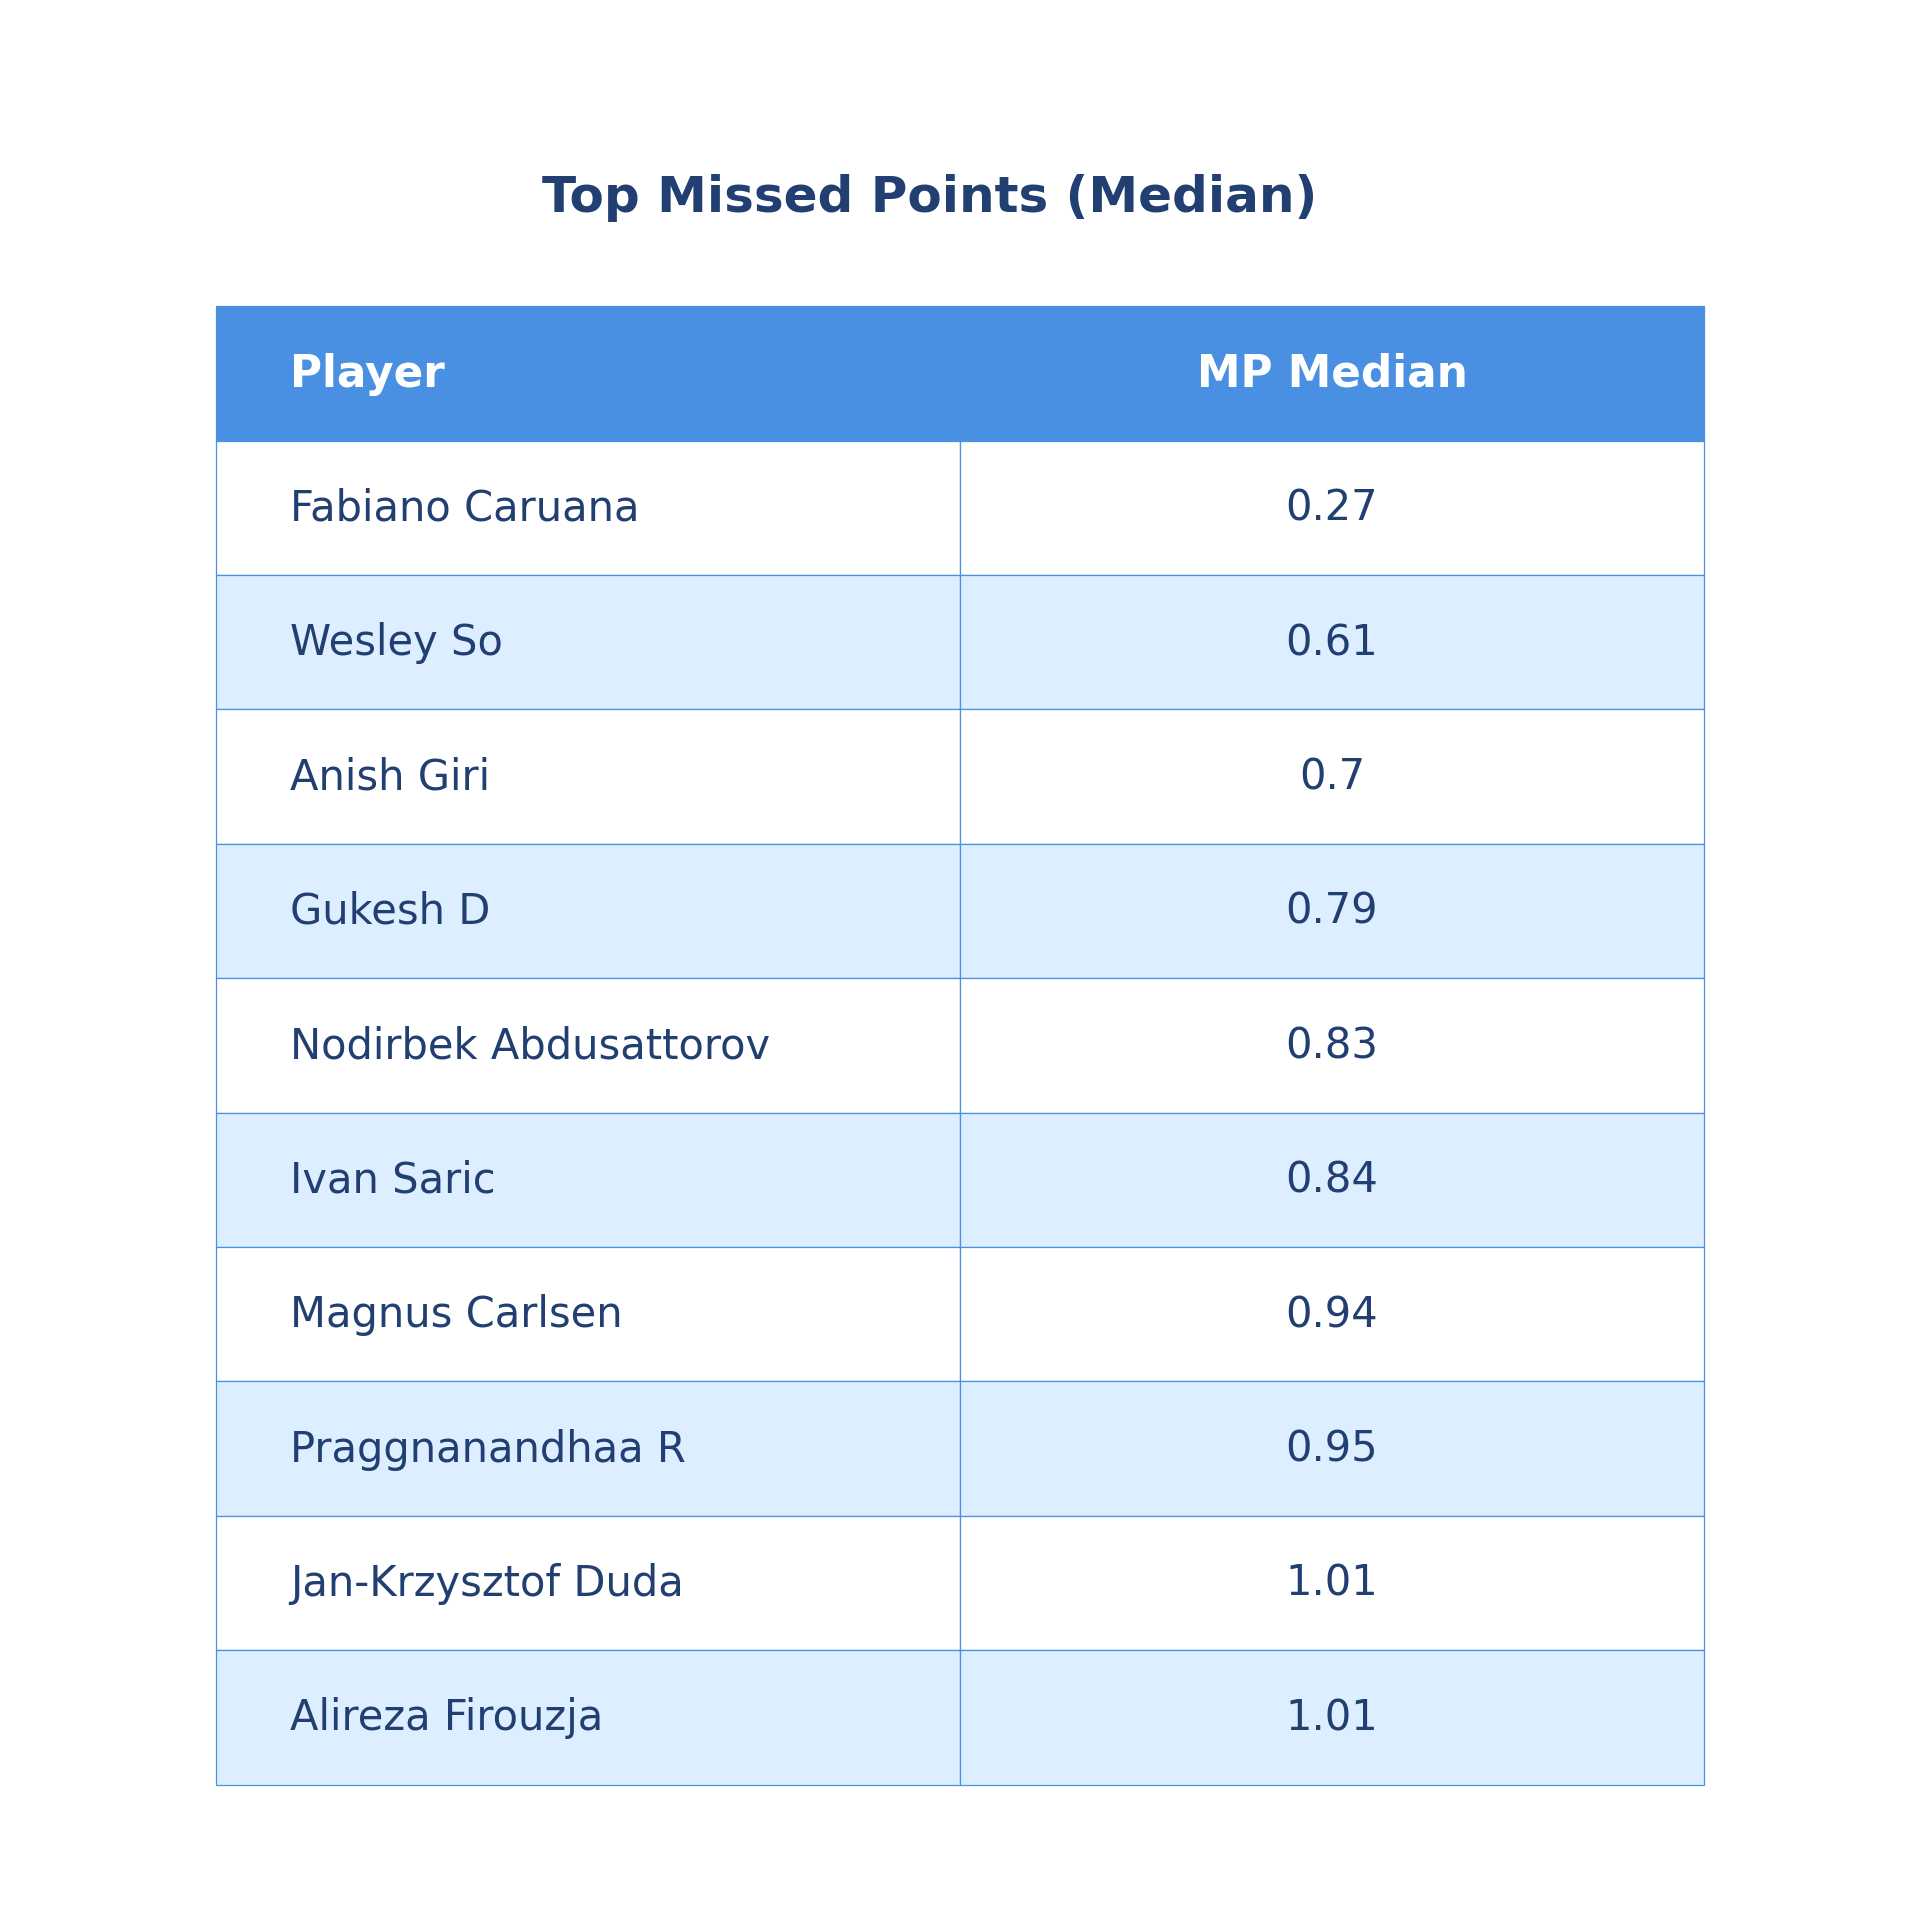 Top Missed Points (Median)
Player MP Median
Fabiano Caruana 0.27
Wesley So 0.61
Anish Giri 0.7
Gukesh D 0.79
Nodirbek Abdusattorov 0.83
Ivan Saric 0.84
Magnus Carlsen 0.94
Praggnanandhaa R 0.95
Jan-Krzysztof Duda 1.01
Alireza Firouzja 1.01